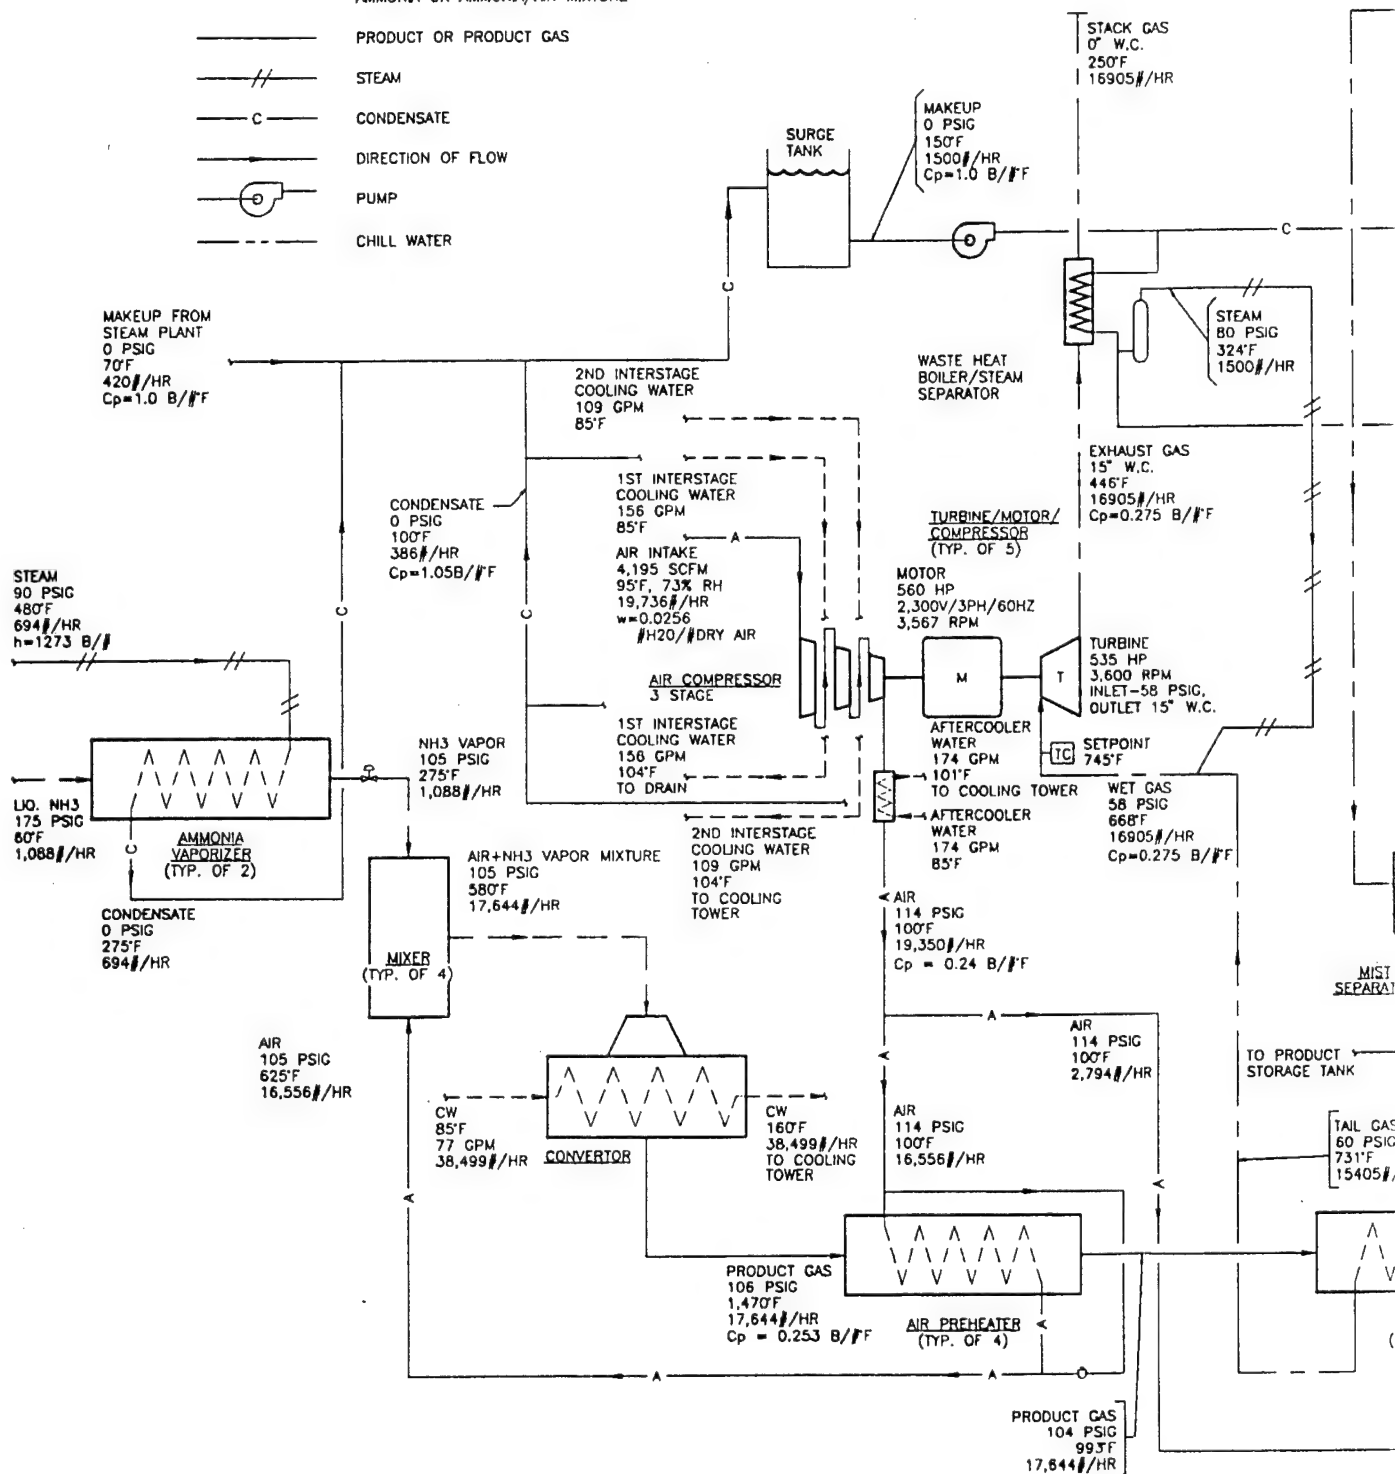 PRODUCT OR PRODUCT GAS
STEAM
C
CONDENSATE
DIRECTION OF FLOW
PUMP
CHILL WATER
STACK GAS
0" W.C.
250°F
16905#/HR
SURGE
TANK
MAKEUP
0 PSIG
150°F
1500#/HR
Cp=1.0 B/#°F
C
C
MAKEUP FROM
STEAM PLANT
0 PSIG
70°F
420#/HR
Cp=1.0 B/#°F
STEAM
80 PSIG
324°F
1500#/HR
WASTE HEAT
BOILER/STEAM
SEPARATOR
2ND INTERSTAGE
COOLING WATER
109 GPM
85°F
1ST INTERSTAGE
COOLING WATER
156 GPM
85°F
CONDENSATE
0 PSIG
100°F
386#/HR
Cp=1.05B/#°F
AIR INTAKE
4,195 SCFM
95°F, 73% RH
19,736#/HR
w=0.0256
#H20/#DRY AIR
A
EXHAUST GAS
15" W.C.
446°F
16905#/HR
Cp=0.275 B/#°F
TURBINE/MOTOR/
COMPRESSOR
(TYP. OF 5)
MOTOR
560 HP
2,300V/3PH/60HZ
3,567 RPM
STEAM
90 PSIG
480°F
694#/HR
h=1273 B/#
C
C
AIR COMPRESSOR
3 STAGE
M
T
TURBINE
535 HP
3,600 RPM
INLET-58 PSIG,
OUTLET 15" W.C.
1ST INTERSTAGE
COOLING WATER
156 GPM
104°F
TO DRAIN
AFTERCOOLER
WATER
174 GPM
101°F
TO COOLING TOWER
TC
SETPOINT
745°F
NH3 VAPOR
105 PSIG
275°F
1,088#/HR
LIQ. NH3
175 PSIG
60°F
1,088#/HR
AMMONIA
VAPORIZER
(TYP. OF 2)
C
AFTERCOOLER
WATER
174 GPM
85°F
WET GAS
58 PSIG
668°F
16905#/HR
Cp=0.275 B/#°F
2ND INTERSTAGE
COOLING WATER
109 GPM
104°F
TO COOLING
TOWER
AIR+NH3 VAPOR MIXTURE
105 PSIG
580°F
17,644#/HR
CONDENSATE
0 PSIG
275°F
694#/HR
MIXER
(TYP. OF 4)
A
AIR
114 PSIG
100°F
19,350#/HR
Cp = 0.24 B/#°F
MIST
A
AIR
114 PSIG
100°F
2,794#/HR
A
AIR
105 PSIG
625°F
16,556#/HR
TO PRODUCT
STORAGE TANK
CW
85°F
77 GPM
38,499#/HR
CONVERTOR
CW
160°F
38,499#/HR
TO COOLING
TOWER
AIR
114 PSIG
100°F
16,556#/HR
TAIL GAS
60 PSIG
731°F
15405#/
A
A
PRODUCT GAS
106 PSIG
1,470°F
17,644#/HR
Cp = 0.253 B/#°F
AIR PREHEATER
(TYP. OF 4)
A
A
A
PRODUCT GAS
104 PSIG
993°F
17,644#/HR